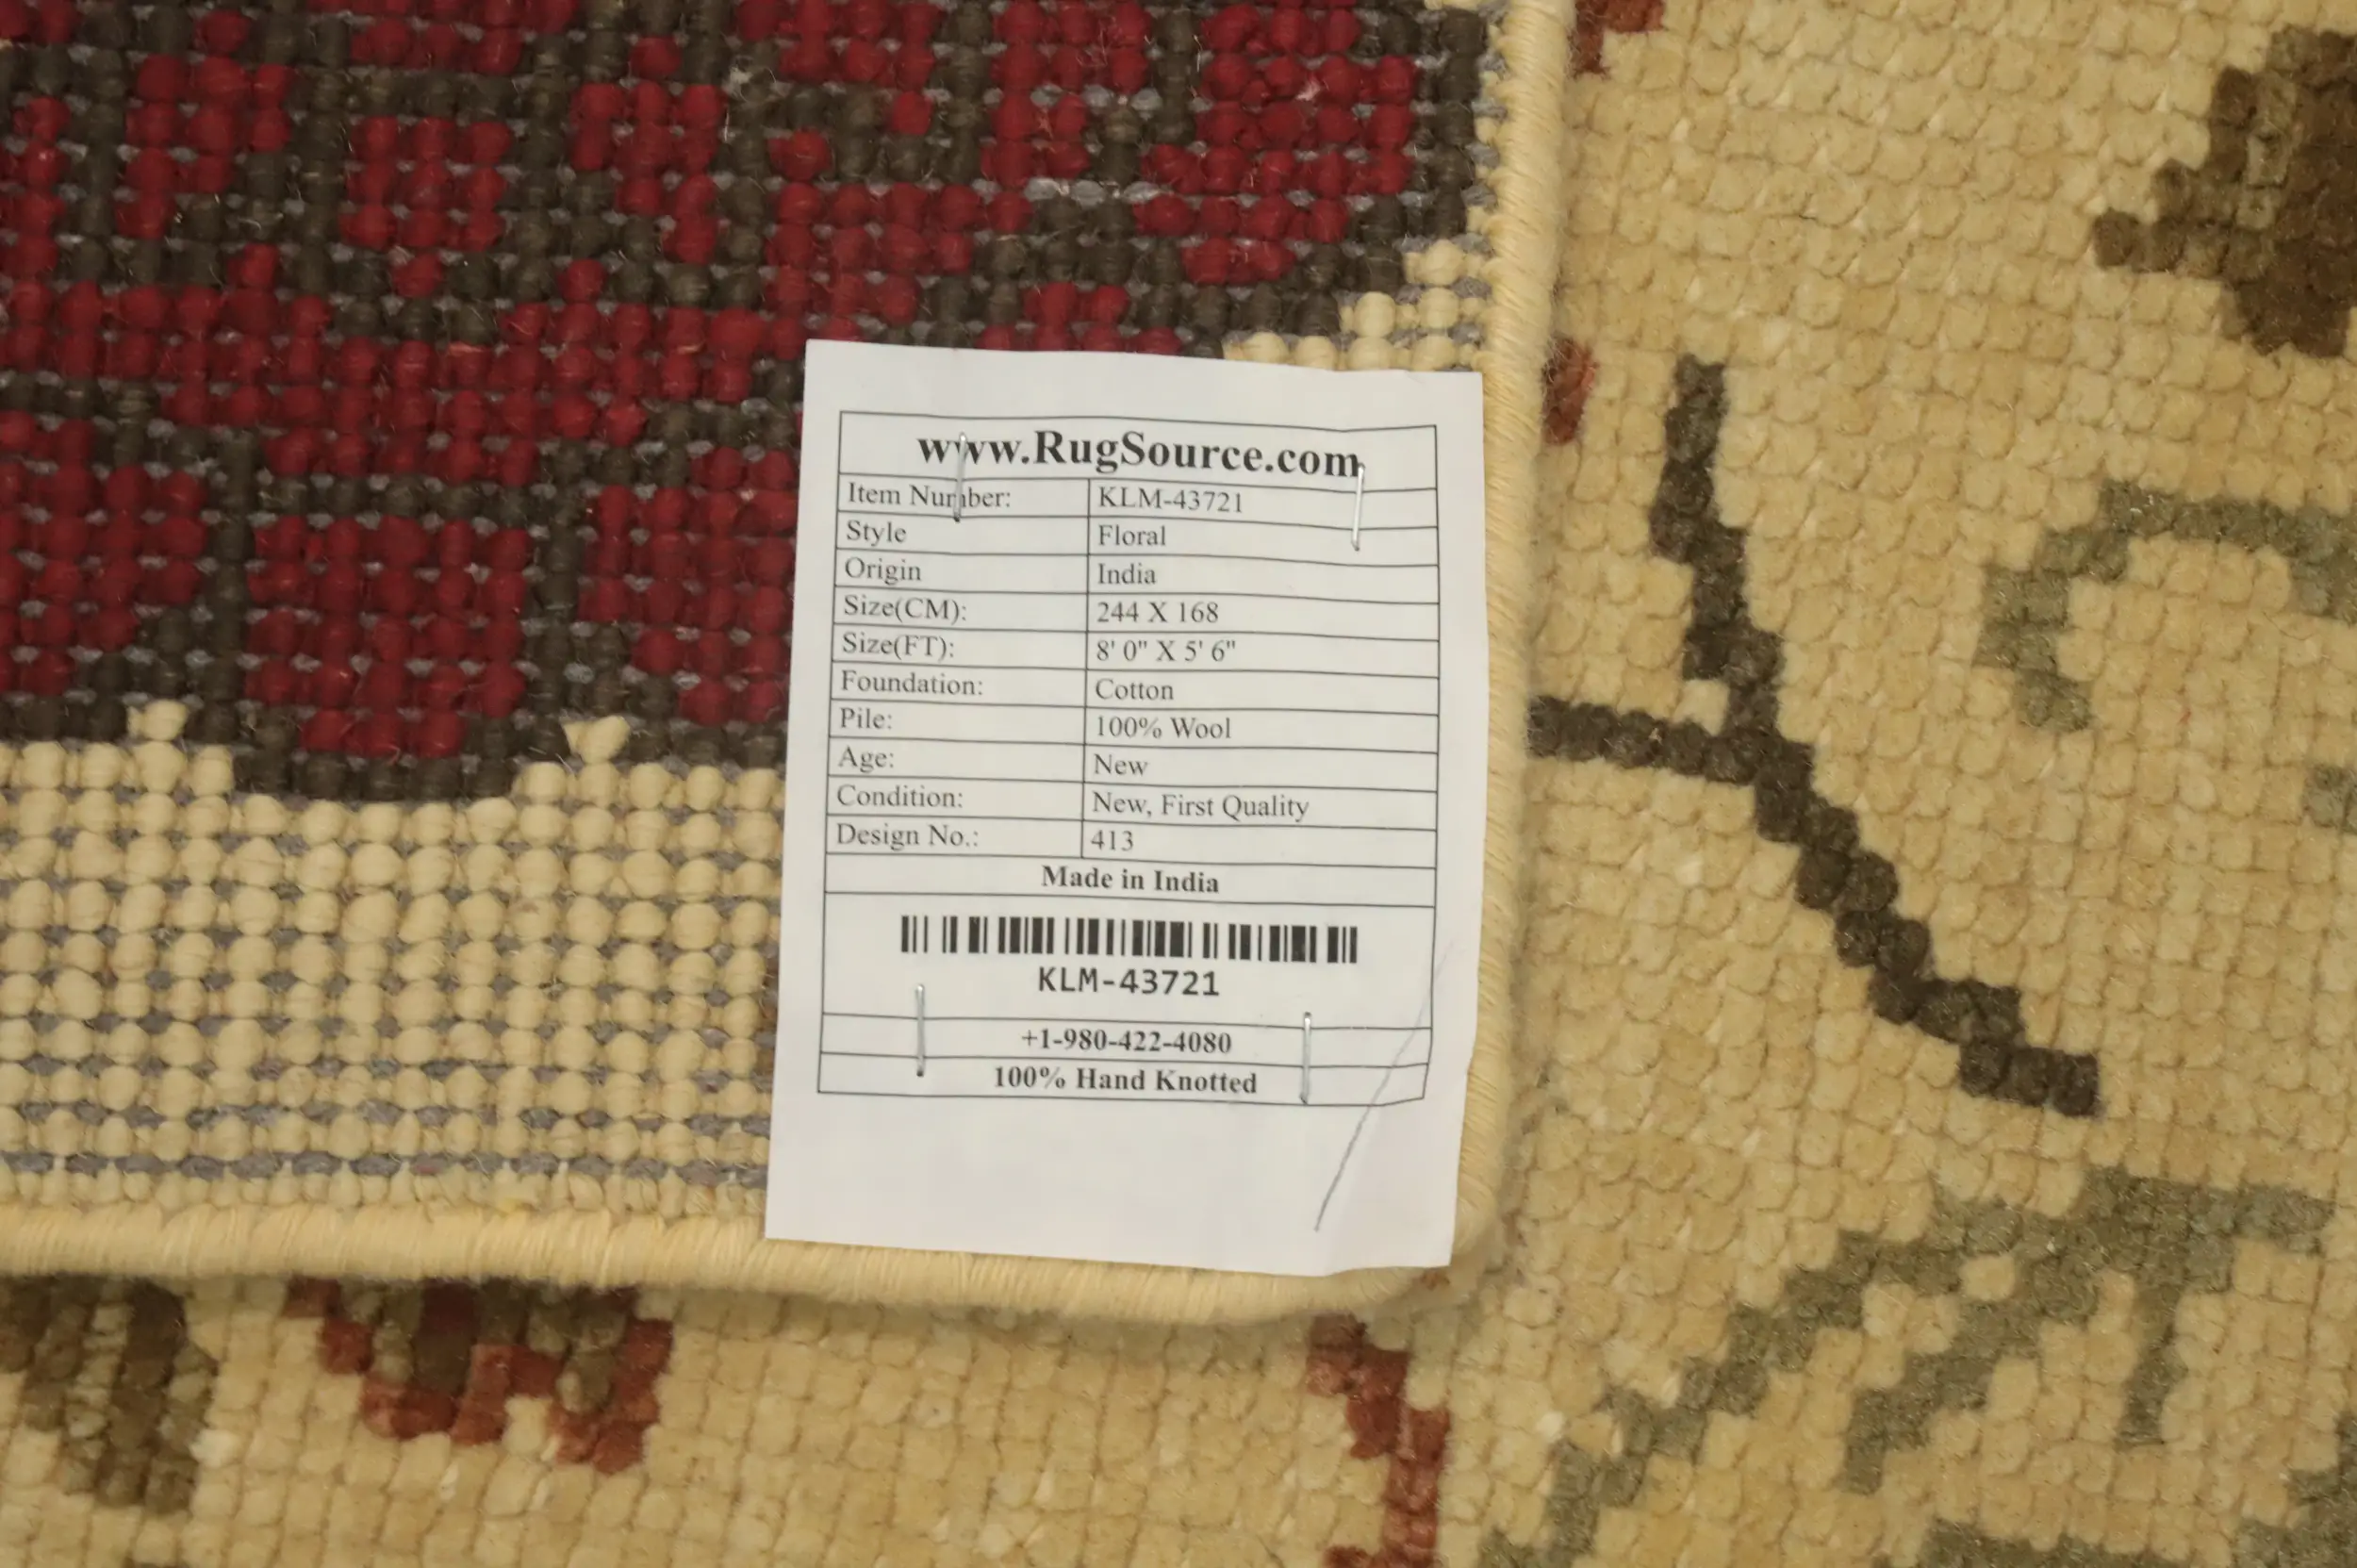 www.RugSource.com
Item Number: KLM-43721
Style Floral
Origin India
Size(CM): 244 X 168
Size(FT): 8' 0" X 5' 6"
Foundation: Cotton
Pile: 100% Wool
Age: New
Condition: New, First Quality
Design No.: 413
Made in India
KLM-43721
+1-980-422-4080
100% Hand Knotted